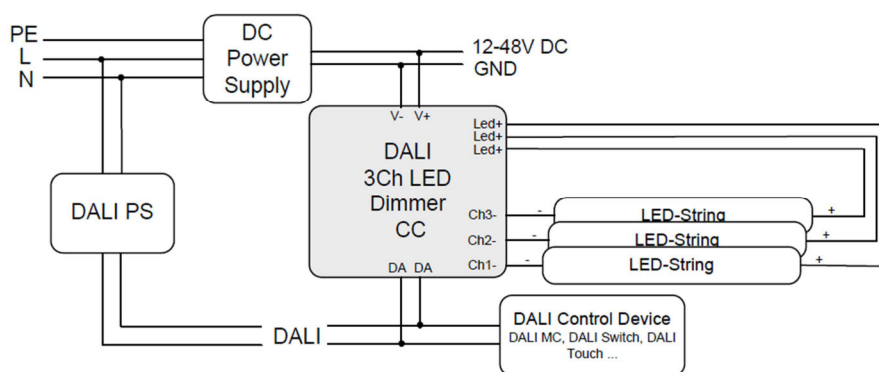 PE
L
N
DC
Power
Supply
12-48V DC
GND
V- V+
Led+
Led+
Led+
DALI
3Ch LED
Dimmer
CC
DALI PS
Ch3-
Ch2-
Ch1-
- LED-String +
- LED-String +
- LED-String +
DA DA
DALI
DALI Control Device
DALI MC, DALI Switch, DALI
Touch ...